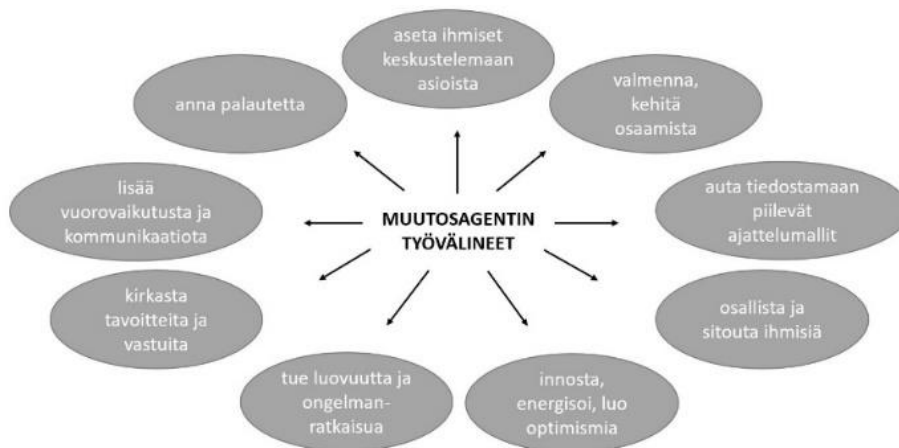 aseta ihmiset
keskustelemaan
asioista
valmenna,
kehitä
osaamista
auta tiedostamaan
piilevät
ajattelumallit
osallista ja
sitouta ihmisiä
innosta,
energisoi, luo
optimismia
tue luovuutta ja
ongelman-
ratkaisua
kirkasta
tavoitteita ja
vastuita
lisää
vuorovaikutusta ja
kommunikaatiota
anna palautetta
MUUTOSAGENTIN
TYÖVÄLINEET